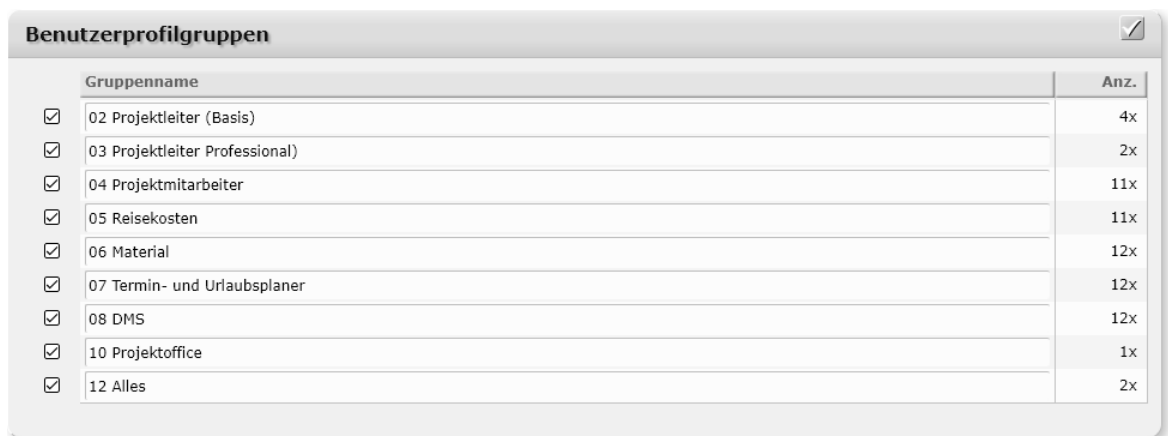 Benutzerprofilgruppen
Gruppenname Anz.
02 Projektleiter (Basis) 4x
03 Projektleiter Professional) 2x
04 Projektmitarbeiter 11x
05 Reisekosten 11x
06 Material 12x
07 Termin- und Urlaubsplaner 12x
08 DMS 12x
10 Projektoffice 1x
12 Alles 2x